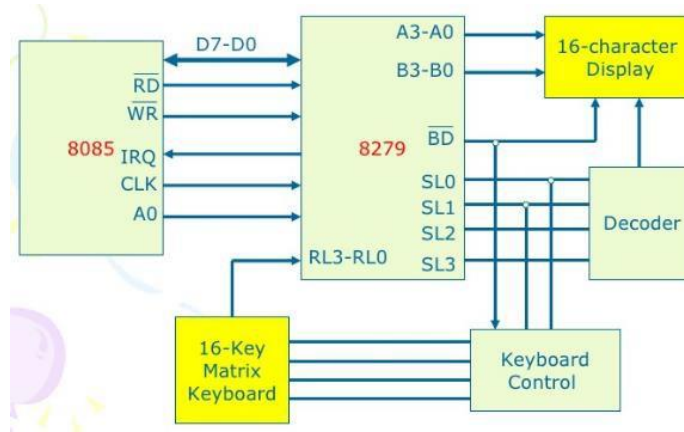 D7-D0
RD
WR
8085
IRQ
CLK
A0
A3-A0
B3-B0
8279
BD
SL0
SL1
SL2
SL3
RL3-RL0
16-character
Display
Decoder
16-Key
Matrix
Keyboard
Keyboard
Control